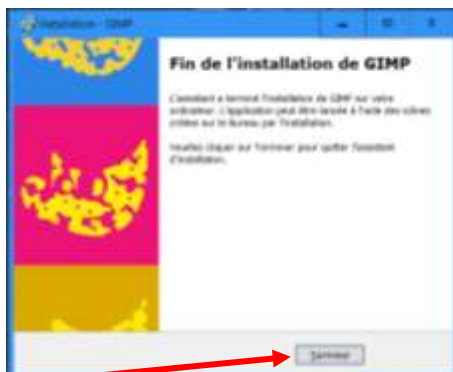 Installation - GIMP
Fin de l'installation de GIMP
L'assistant a terminé l'installation de GIMP sur votre
ordinateur. L'application peut être lancée à l'aide des icônes
créées sur le Bureau par l'installation.
Veuillez cliquer sur Terminer pour quitter l'assistant
d'installation.
Terminer